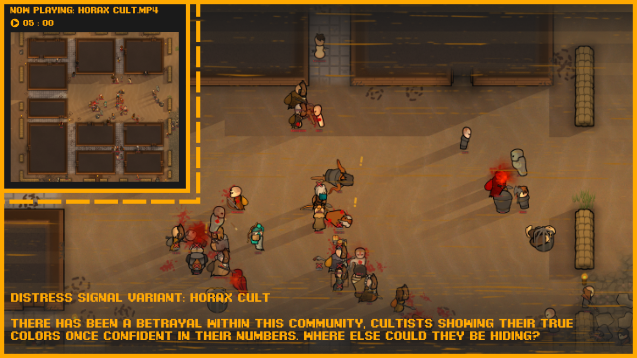 NOW PLAYING: HORAX CULT.MP4
05 : 00
DISTRESS SIGNAL VARIANT: HORAX CULT
THERE HAS BEEN A BETRAYAL WITHIN THIS COMMUNITY, CULTISTS SHOWING THEIR TRUE
COLORS ONCE CONFIDENT IN THEIR NUMBERS. WHERE ELSE COULD THEY BE HIDING?